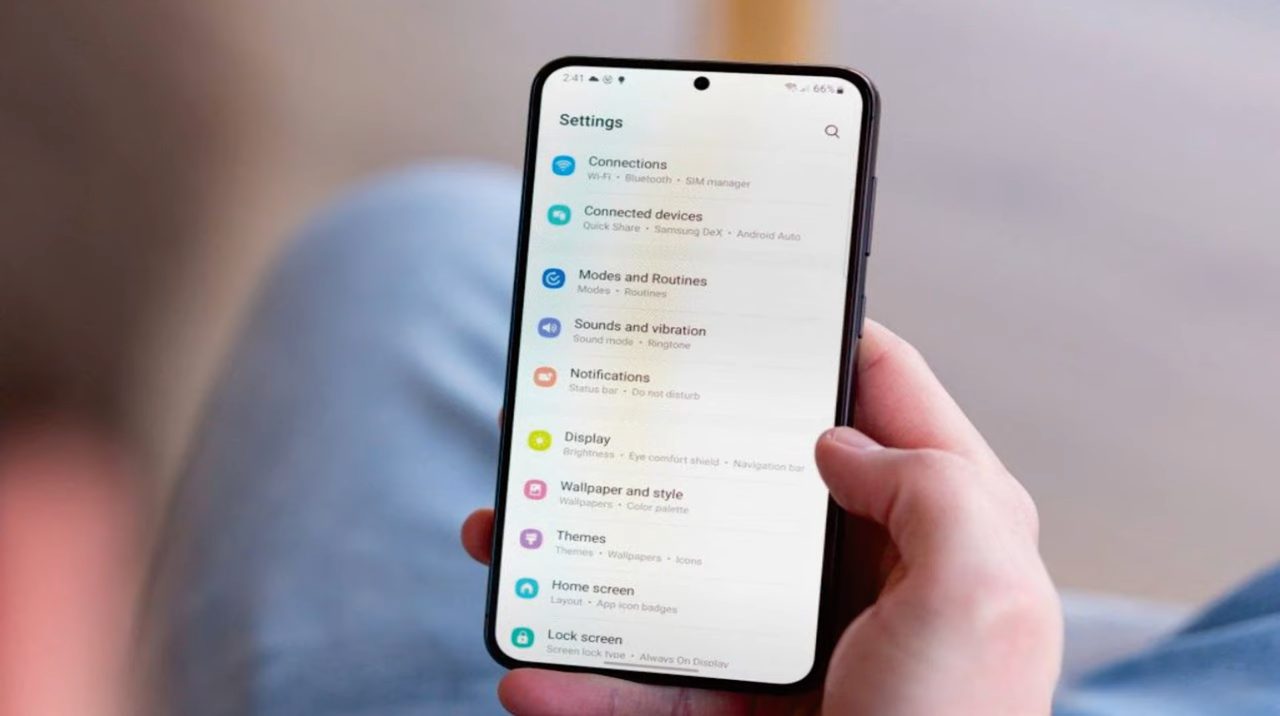 2:41
66%
Settings
Connections
Wi-Fi • Bluetooth • SIM manager
Connected devices
Quick Share • Samsung DeX • Android Auto
Modes and Routines
Modes • Routines
Sounds and vibration
Sound mode • Ringtone
Notifications
Status bar • Do not disturb
Display
Brightness • Eye comfort shield • Navigation bar
Wallpaper and style
Wallpapers • Color palette
Themes
Themes • Wallpapers • Icons
Home screen
Layout • App icon badges
Lock screen
Screen lock type • Always On Display